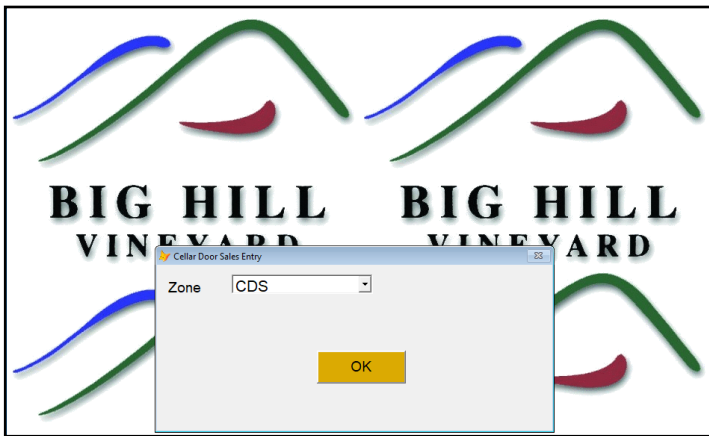 BIG HILL BIG HILL
VINEYARD VINEYARD
Cellar Door Sales Entry
Zone CDS
OK